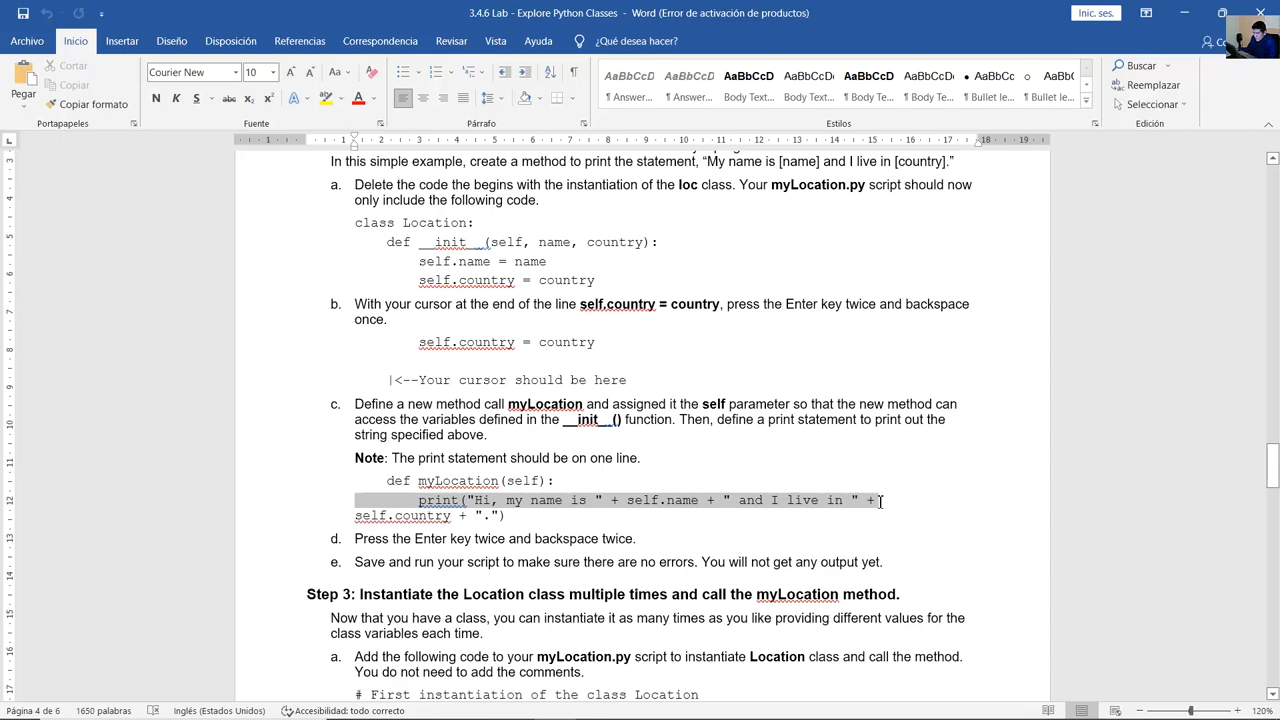 3.4.6 Lab - Explore Python Classes - Word (Error de activación de productos)
Inic. ses.
Archivo Inicio Insertar Diseño Disposición Referencias Correspondencia Revisar Vista Ayuda ¿Qué desea hacer?
Pegar
Cortar
Copiar
Copiar formato
Portapapeles
Courier New 10
Fuente
Párrafo
AaBbCcD AaBbCcD AaBbCcD AaBbCcD AaBbCcD AaBbCcD AaBbCc AaBbC
¶ Answer... ¶ Answer... Body Text... Body Text... Body Text... ¶ Body Text... ¶ Bullet le... ¶ Bullet le...
Estilos
Buscar
Reemplazar
Seleccionar
Edición
In this simple example, create a method to print the statement, “My name is [name] and I live in [country].”
a. Delete the code the begins with the instantiation of the loc class. Your myLocation.py script should now
only include the following code.
class Location:
def __init__(self, name, country):
self.name = name
self.country = country
b. With your cursor at the end of the line self.country = country, press the Enter key twice and backspace
once.
self.country = country
|<--Your cursor should be here
c. Define a new method call myLocation and assigned it the self parameter so that the new method can
access the variables defined in the __init__() function. Then, define a print statement to print out the
string specified above.
Note: The print statement should be on one line.
def myLocation(self):
print("Hi, my name is " + self.name + " and I live in " +
self.country + ".")
d. Press the Enter key twice and backspace twice.
e. Save and run your script to make sure there are no errors. You will not get any output yet.
Step 3: Instantiate the Location class multiple times and call the myLocation method.
Now that you have a class, you can instantiate it as many times as you like providing different values for the
class variables each time.
a. Add the following code to your myLocation.py script to instantiate Location class and call the method.
You do not need to add the comments.
# First instantiation of the class Location
Página 4 de 6 1650 palabras Inglés (Estados Unidos) Accesibilidad: todo correcto 120%